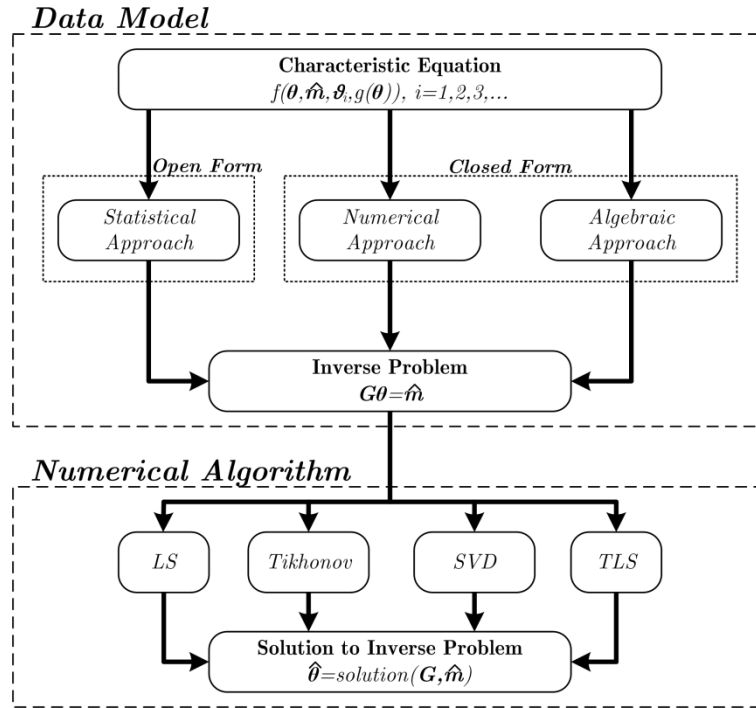 Data Model
Characteristic Equation
f(θ,m̂,ϑᵢ,g(θ)), i=1,2,3,...
Open Form
Closed Form
Statistical
Approach
Numerical
Approach
Algebraic
Approach
Inverse Problem
Gθ=m̂
Numerical Algorithm
LS
Tikhonov
SVD
TLS
Solution to Inverse Problem
θ̂=solution(G,m̂)